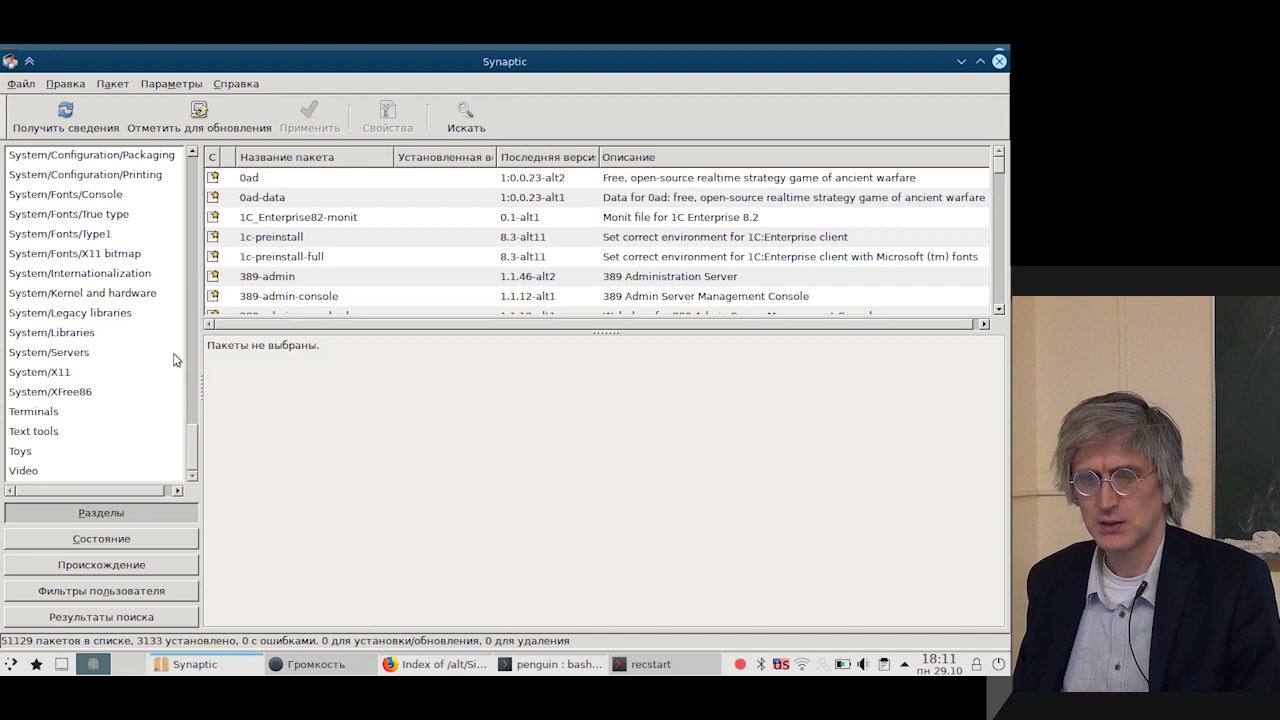 Synaptic
Файл Правка Пакет Параметры Справка
Получить сведения Отметить для обновления Применить Свойства Искать
System/Configuration/Packaging
System/Configuration/Printing
System/Fonts/Console
System/Fonts/True type
System/Fonts/Type1
System/Fonts/X11 bitmap
System/Internationalization
System/Kernel and hardware
System/Legacy libraries
System/Libraries
System/Servers
System/X11
System/XFree86
Terminals
Text tools
Toys
Video
Разделы
Состояние
Происхождение
Фильтры пользователя
Результаты поиска
С Название пакета Установленная в Последняя верси Описание
0ad 1:0.0.23-alt2 Free, open-source realtime strategy game of ancient warfare
0ad-data 1:0.0.23-alt1 Data for 0ad: free, open-source realtime strategy game of ancient warfare
1C_Enterprise82-monit 0.1-alt1 Monit file for 1C Enterprise 8.2
1c-preinstall 8.3-alt11 Set correct environment for 1C:Enterprise client
1c-preinstall-full 8.3-alt11 Set correct environment for 1C:Enterprise client with Microsoft (tm) fonts
389-admin 1.1.46-alt2 389 Administration Server
389-admin-console 1.1.12-alt1 389 Admin Server Management Console
Пакеты не выбраны.
51129 пакетов в списке, 3133 установлено, 0 с ошибками. 0 для установки/обновления, 0 для удаления
Synaptic Громкость Index of /alt/Si... penguin : bash... recstart US 18:11
пн 29.10